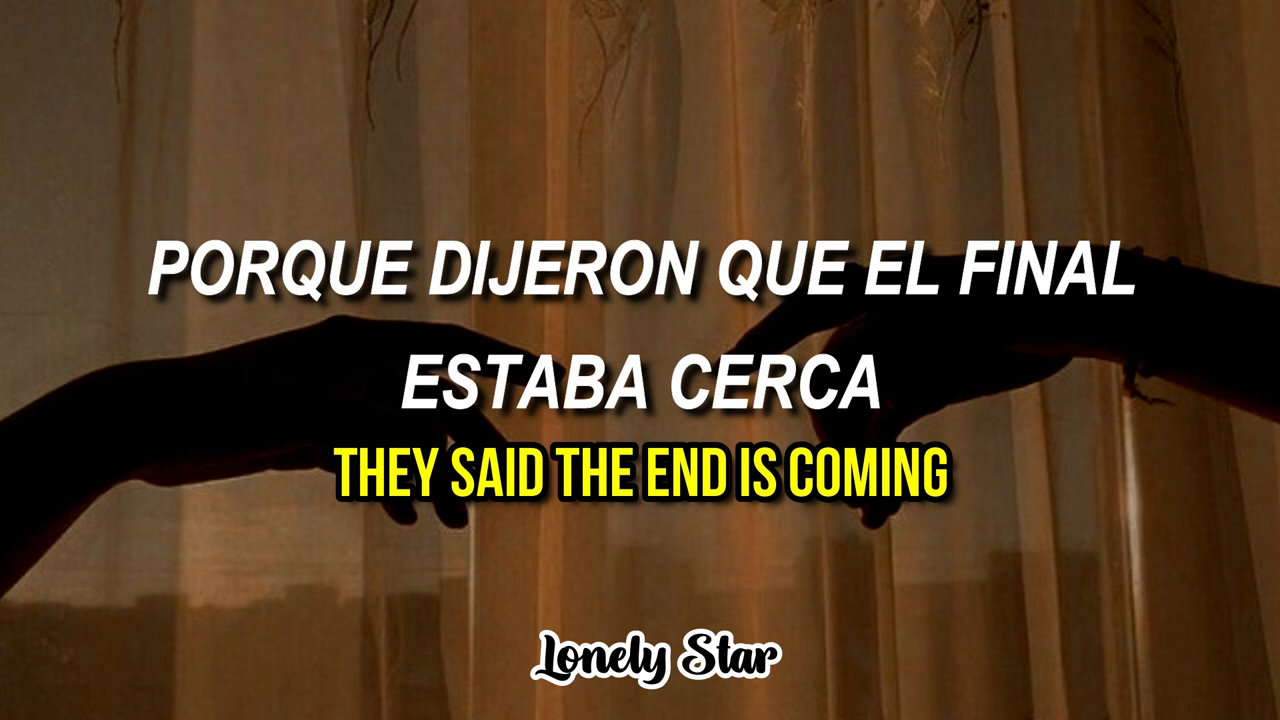 PORQUE DIJERON QUE EL FINAL
ESTABA CERCA
THEY SAID THE END IS COMING
Lonely Star